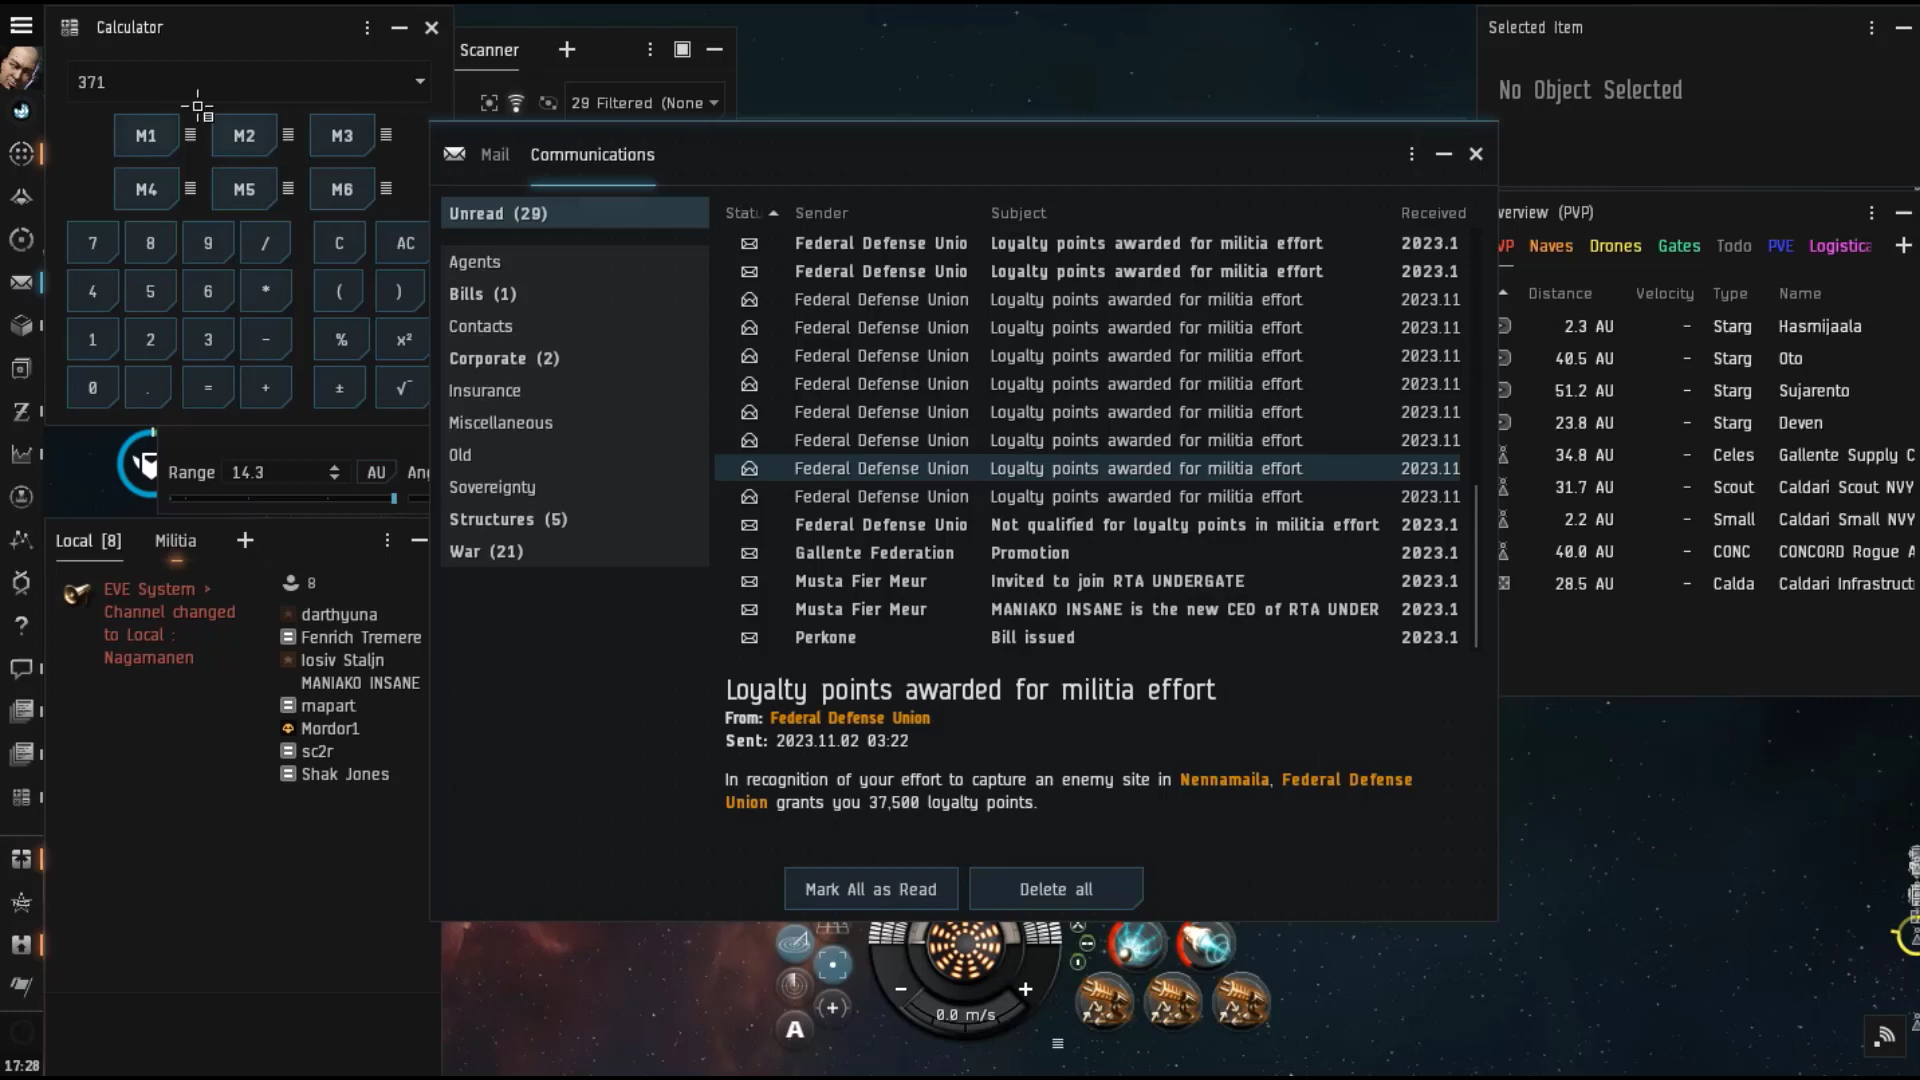 Calculator
371
M1 M2 M3
M4 M5 M6
7 8 9 / C AC
4 5 6 * ( )
1 2 3 - % x²
0 . = + ± √
Scanner
29 Filtered (None
Range 14.3 AU
Local [8] Militia
EVE System >
Channel changed
to Local :
Nagamanen
8
darthyuna
Fenrich Tremere
Iosiv Staljn
MANIAKO INSANE
mapart
Mordor1
sc2r
Shak Jones
Mail Communications
Unread (29)
Agents
Bills (1)
Contacts
Corporate (2)
Insurance
Miscellaneous
Old
Sovereignty
Structures (5)
War (21)
Statu Sender Subject Received
Federal Defense Unio Loyalty points awarded for militia effort 2023.1
Federal Defense Unio Loyalty points awarded for militia effort 2023.1
Federal Defense Union Loyalty points awarded for militia effort 2023.11
Federal Defense Union Loyalty points awarded for militia effort 2023.11
Federal Defense Union Loyalty points awarded for militia effort 2023.11
Federal Defense Union Loyalty points awarded for militia effort 2023.11
Federal Defense Union Loyalty points awarded for militia effort 2023.11
Federal Defense Union Loyalty points awarded for militia effort 2023.11
Federal Defense Union Loyalty points awarded for militia effort 2023.11
Federal Defense Union Loyalty points awarded for militia effort 2023.11
Federal Defense Unio Not qualified for loyalty points in militia effort 2023.1
Gallente Federation Promotion 2023.1
Musta Fier Meur Invited to join RTA UNDERGATE 2023.1
Musta Fier Meur MANIAKO INSANE is the new CEO of RTA UNDER 2023.1
Perkone Bill issued 2023.1
Loyalty points awarded for militia effort
From: Federal Defense Union
Sent: 2023.11.02 03:22
In recognition of your effort to capture an enemy site in Nennamaila, Federal Defense
Union grants you 37,500 loyalty points.
Mark All as Read Delete all
Selected Item
No Object Selected
verview (PVP)
VP Naves Drones Gates Todo PVE Logistica
Distance Velocity Type Name
2.3 AU - Starg Hasmijaala
40.5 AU - Starg Oto
51.2 AU - Starg Sujarento
23.8 AU - Starg Deven
34.8 AU - Celes Gallente Supply C
31.7 AU - Scout Caldari Scout NVY
2.2 AU - Small Caldari Small NVY
40.0 AU - CONC CONCORD Rogue A
28.5 AU - Calda Caldari Infrastruct
A
0.0 m/s
17:28